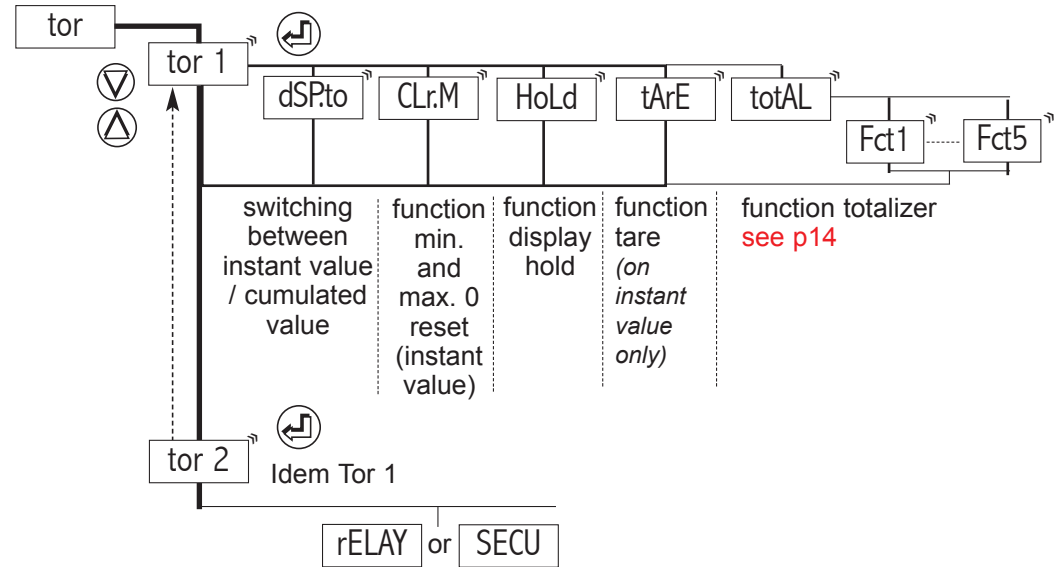 tor
tor 1
dSP.to
CLr.M
HoLd
tArE
totAL
Fct1
Fct5
switching
between
instant value
/ cumulated
value
function
min.
and
max. 0
reset
(instant
value)
function
display
hold
function
tare
(on
instant
value
only)
function totalizer
see p14
tor 2
Idem Tor 1
rELAY or SECU